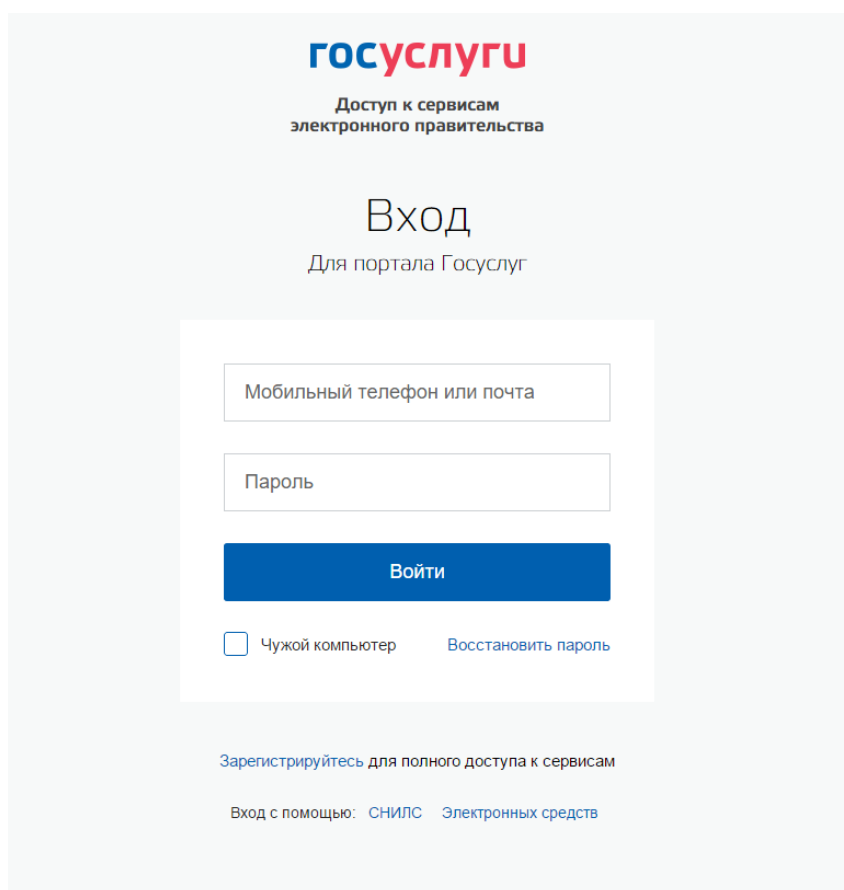 госуслуги
Доступ к сервисам
электронного правительства
Вход
Для портала Госуслуг
Мобильный телефон или почта
Пароль
Войти
Чужой компьютер Восстановить пароль
Зарегистрируйтесь для полного доступа к сервисам
Вход с помощью: СНИЛС Электронных средств